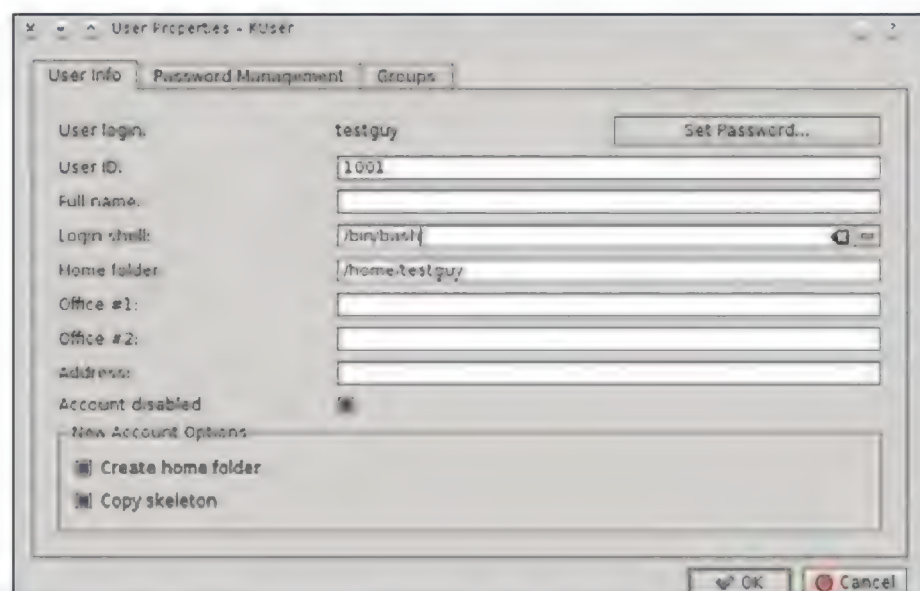 User Properties - KUser
User Info Password Management Groups
User login: testguy Set Password...
User ID: 1001
Full name:
Login shell: /bin/bash
Home folder /home/testguy
Office #1:
Office #2:
Address:
Account disabled
New Account Options
Create home folder
Copy skeleton
OK Cancel